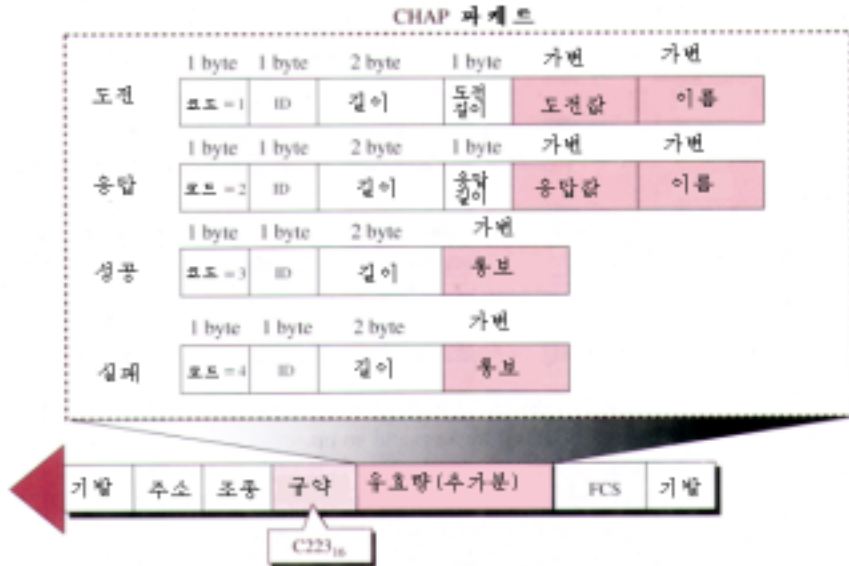 CHAP 파케트
1 byte 1 byte 2 byte 1 byte 가변 가변
도전 코드 = 1 ID 길이 도전 길이 도전값 이름
1 byte 1 byte 2 byte 1 byte 가변 가변
응답 코드 = 2 ID 길이 응답 길이 응답값 이름
1 byte 1 byte 2 byte 가변
성공 코드 = 3 ID 길이 통보
1 byte 1 byte 2 byte 가변
실패 코드 = 4 ID 길이 통보
기발 주소 조종 규약 유효량(추가분) FCS 기발
C223₁₆